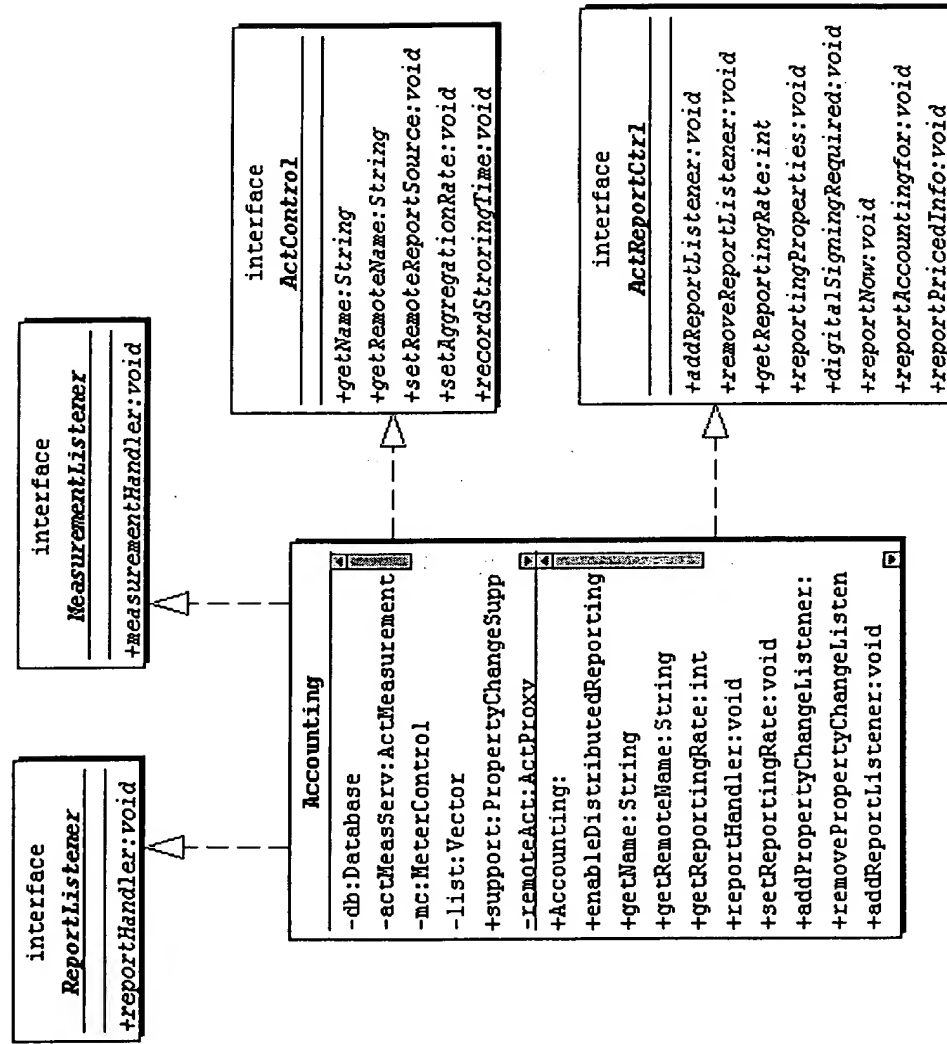 interface
ReportListener
+reportHandler:void
interface
MeasurementListener
+measurementHandler:void
Accounting
-db:Database
-actMeasServ:ActMeasurement
-mc:MeterControl
-list:Vector
+support:PropertyChangeSupp
-remoteAct:ActProxy
+Accounting:
+enableDistributedReporting
+getName:String
+getRemoteName:String
+getReportingRate:int
+reportHandler:void
+setReportingRate:void
+addPropertyChangeListener:
+removePropertyChangeListen
+addReportListener:void
interface
ActControl
+getName:String
+getRemoteName:String
+setRemoteReportSource:void
+setAggregationRate:void
+recordStroringTime:void
interface
ActReportCtrl
+addReportListener:void
+removeReportListener:void
+getReportingRate:int
+reportingProperties:void
+digitalSigningRequired:void
+reportNow:void
+reportAccountingfor:void
+reportPricedInfo:void